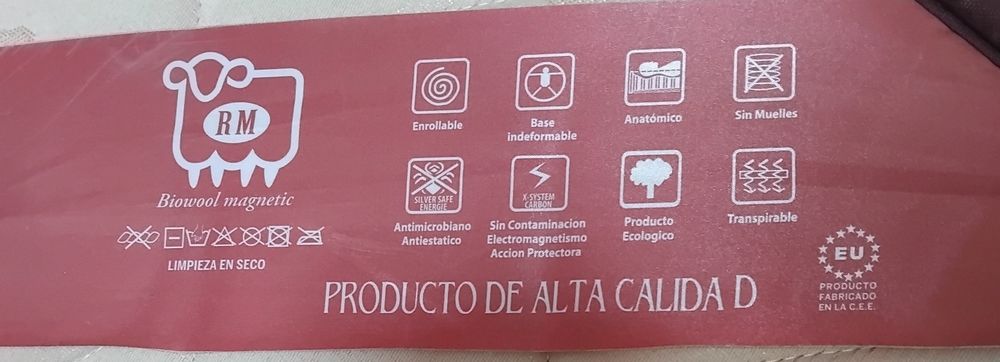 RM
Biowool magnetic
LIMPIEZA EN SECO
Enrollable
Base
indeformable
Anatómico
Sin Muelles
SILVER SAFE
ENERGIE
Antimicrobiano
Antiestatico
X-SYSTEM
CARBON
Sin Contaminacion
Electromagnetismo
Accion Protectora
Producto
Ecologico
Transpirable
PRODUCTO DE ALTA CALIDA D
EU
PRODUCTO
FABRICADO
EN LA C.E.E.